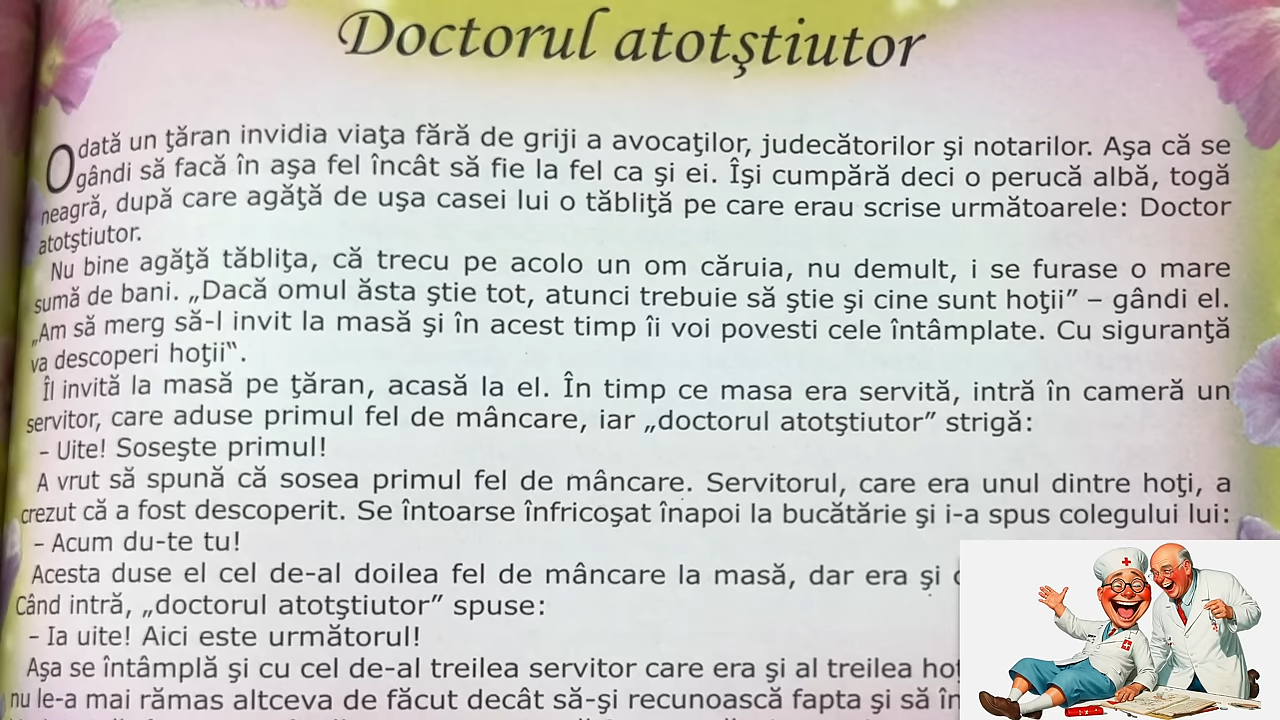 Doctorul atotştiutor
Odată un ţăran invidia viaţa fără de griji a avocaţilor, judecătorilor şi notarilor. Aşa că se
gândi să facă în aşa fel încât să fie la fel ca şi ei. Îşi cumpără deci o perucă albă, togă
neagră, după care agăţă de uşa casei lui o tăbliţă pe care erau scrise următoarele: Doctor
atotştiutor.
Nu bine agăţă tăbliţa, că trecu pe acolo un om căruia, nu demult, i se furase o mare
sumă de bani. „Dacă omul ăsta ştie tot, atunci trebuie să ştie şi cine sunt hoţii” – gândi el.
„Am să merg să-l invit la masă şi în acest timp îi voi povesti cele întâmplate. Cu siguranţă
va descoperi hoţii“.
Îl invită la masă pe ţăran, acasă la el. În timp ce masa era servită, intră în cameră un
servitor, care aduse primul fel de mâncare, iar „doctorul atotştiutor” strigă:
– Uite! Soseşte primul!
A vrut să spună că sosea primul fel de mâncare. Servitorul, care era unul dintre hoţi, a
crezut că a fost descoperit. Se întoarse înfricoşat înapoi la bucătărie şi i-a spus colegului lui:
– Acum du-te tu!
Acesta duse el cel de-al doilea fel de mâncare la masă, dar era şi
Când intră, „doctorul atotştiutor” spuse:
– Ia uite! Aici este următorul!
Aşa se întâmplă şi cu cel de-al treilea servitor care era şi al treilea
nu le-a mai rămas altceva de făcut decât să-şi recunoască fapta şi să